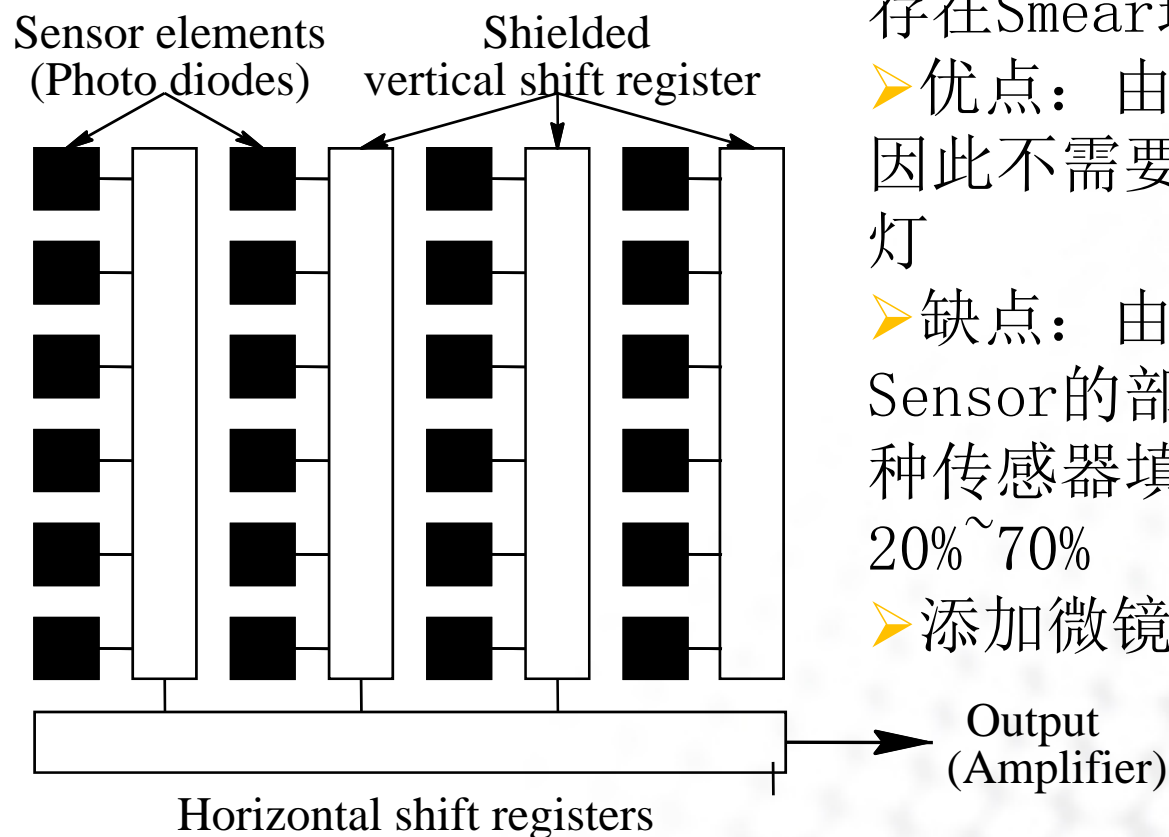 Sensor elements
(Photo diodes)
Shielded
vertical shift register
存在Smear
➢优点：由
因此不需要
灯
➢缺点：由
Sensor的部
种传感器填
20%~70%
➢添加微镜
Output
(Amplifier)
Horizontal shift registers